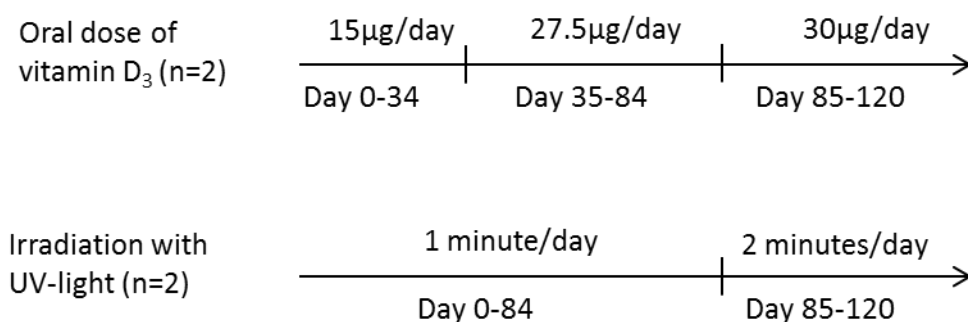 Oral dose of
vitamin D₃ (n=2)
15µg/day 27.5µg/day 30µg/day
Day 0-34 Day 35-84 Day 85-120
Irradiation with
UV-light (n=2)
1 minute/day 2 minutes/day
Day 0-84 Day 85-120